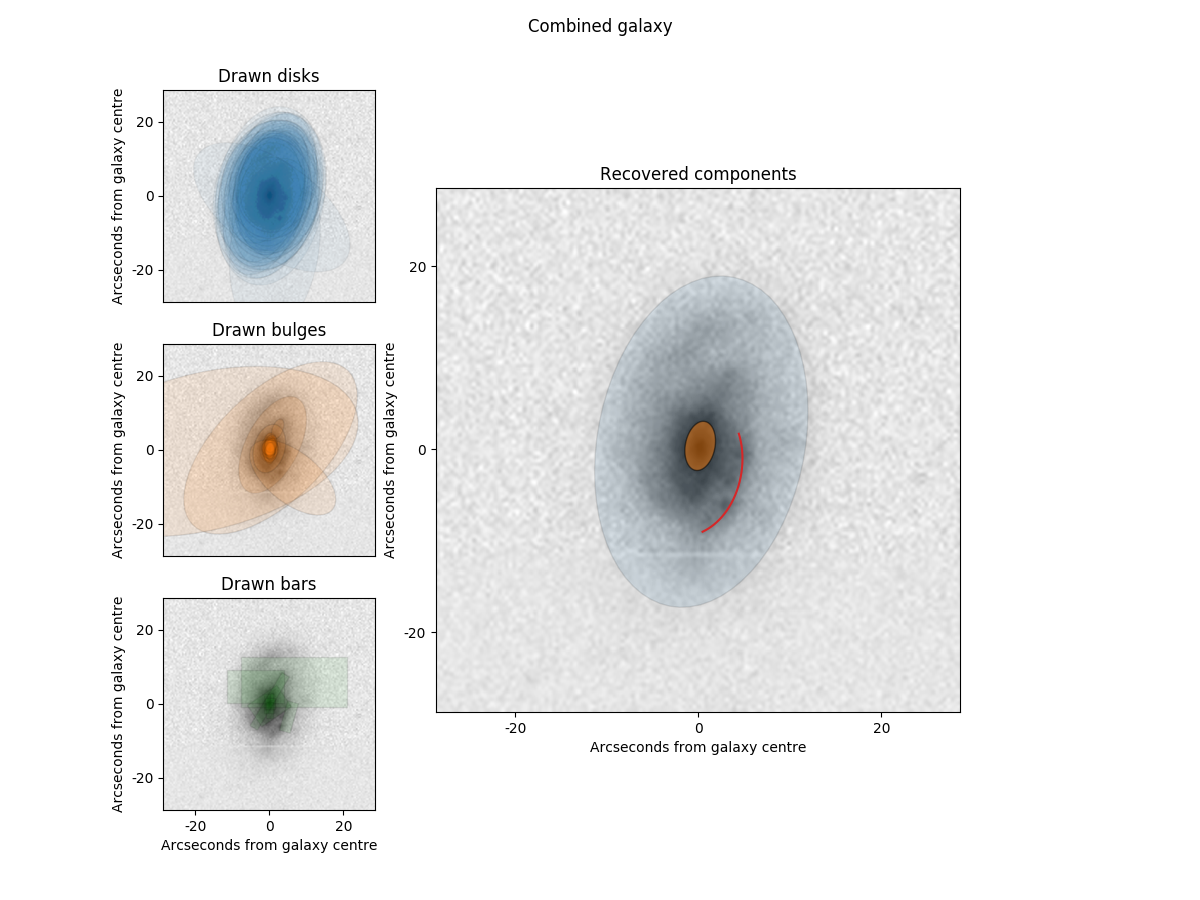 Combined galaxy
Drawn disks
Arcseconds from galaxy centre
20
0
-20
Drawn bulges
Arcseconds from galaxy centre
20
0
-20
Drawn bars
Arcseconds from galaxy centre
20
0
-20
-20 0 20
Arcseconds from galaxy centre
Recovered components
Arcseconds from galaxy centre
20
0
-20
-20 0 20
Arcseconds from galaxy centre